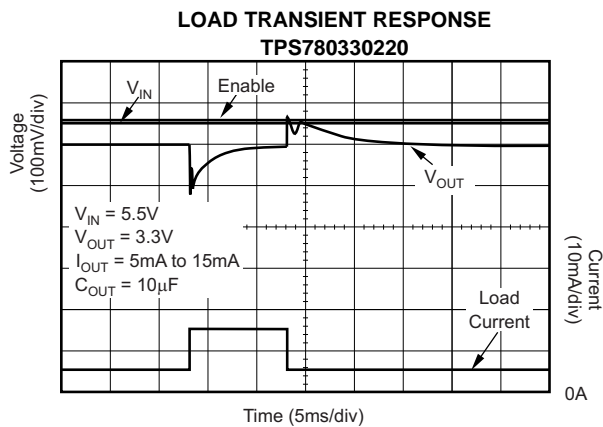 LOAD TRANSIENT RESPONSE
TPS780330220
V_IN
Enable
Voltage
(100mV/div)
V_OUT
V_IN = 5.5V
V_OUT = 3.3V
I_OUT = 5mA to 15mA
C_OUT = 10μF
Load
Current
Current
(10mA/div)
0A
Time (5ms/div)